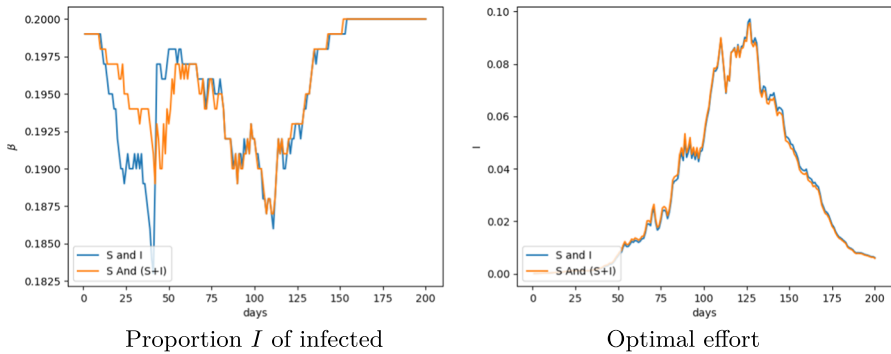 0.2000
0.1975
0.1950
0.1925
0.1900
0.1875
0.1850
0.1825
β
0 25 50 75 100 125 150 175 200
days
S and I
S And (S+I)
Proportion I of infected
0.10
0.08
0.06
0.04
0.02
0.00
I
0 25 50 75 100 125 150 175 200
days
S and I
S And (S+I)
Optimal effort